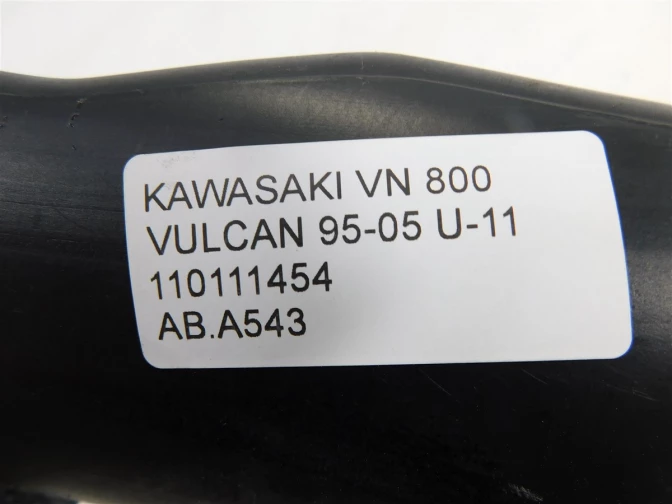 KAWASAKI VN 800
VULCAN 95-05 U-11
110111454
AB.A543